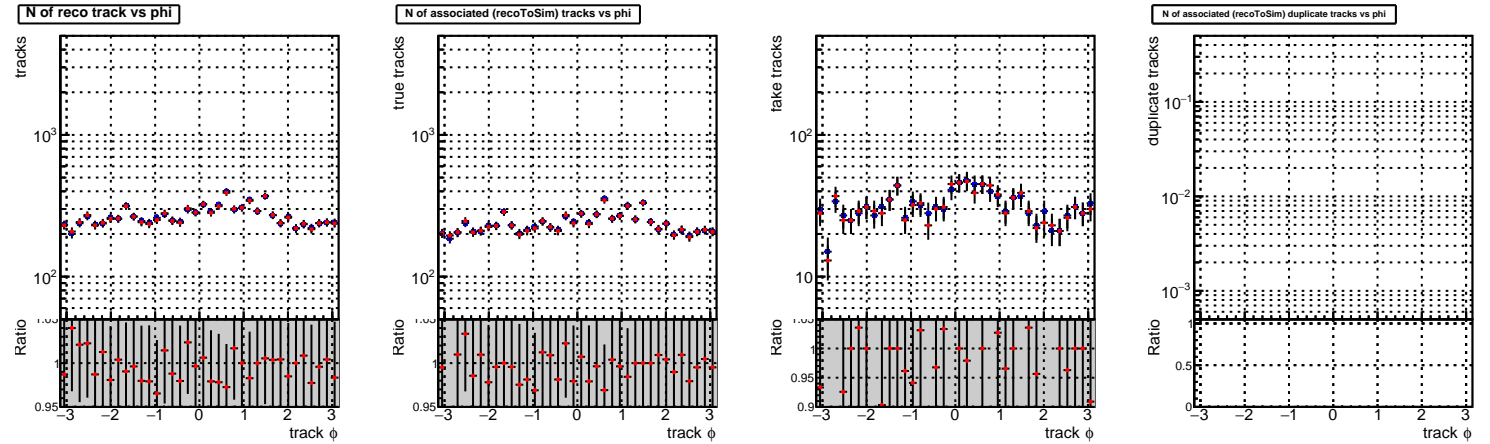 N of reco track vs phi
tracks
10³
10²
Ratio
1
0.95
−3 −2 −1 0 1 2 3
track ϕ
N of associated (recoToSim) tracks vs phi
true tracks
10³
10²
Ratio
1
0.95
−3 −2 −1 0 1 2 3
track ϕ
fake tracks
10²
10
Ratio
1
0.95
0.9
−3 −2 −1 0 1 2 3
track ϕ
N of associated (recoToSim) duplicate tracks vs phi
duplicate tracks
10⁻¹
10⁻²
10⁻³
Ratio
1
0.5
0
−3 −2 −1 0 1 2 3
track ϕ